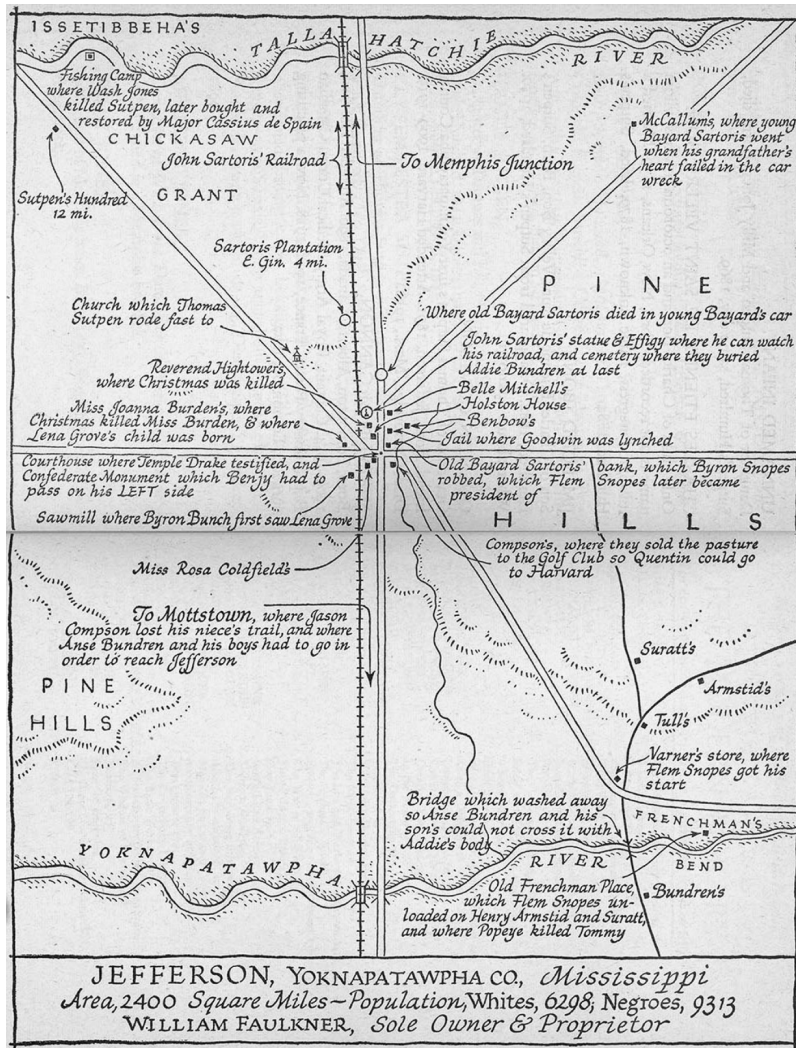 ISSETIBBEHA'S
TALLA HATCHIE
RIVER
Fishing Camp
where Wash Jones
killed Sutpen, later bought and
restored by Major Cassius de Spain
CHICKASAW
GRANT
John Sartoris' Railroad
To Memphis Junction
McCallum's, where young
Bayard Sartoris went
when his grandfather's
heart failed in the car
wreck
Sutpen's Hundred
12 mi.
Sartoris Plantation
& Gin. 4 mi.
PINE
Church which Thomas
Sutpen rode fast to
Where old Bayard Sartoris died in young Bayard's car
John Sartoris' statue & Effigy where he can watch
his railroad, and cemetery where they buried
Addie Bundren at last
Reverend Hightower's,
where Christmas was killed
Belle Mitchell's
Holston House
Benbow's
Jail where Goodwin was lynched
Miss Joanna Burden's, where
Christmas killed Miss Burden, & where
Lena Grove's child was born
Courthouse where Temple Drake testified, and
Confederate Monument which Benjy had to
pass on his LEFT side
Old Bayard Sartoris' bank, which Byron Snopes
robbed, which Flem Snopes later became
president of
Sawmill where Byron Bunch first saw Lena Grove
HILLS
Compson's, where they sold the pasture
to the Golf Club so Quentin could go
to Harvard
Miss Rosa Coldfield's
To Mottstown, where Jason
Compson lost his niece's trail, and where
Anse Bundren and his boys had to go in
order to reach Jefferson
PINE
HILLS
Suratt's
Armstid's
Tull's
Varner's store, where
Flem Snopes got his
start
Bridge which washed away
so Anse Bundren and his
son's could not cross it with
Addie's body
FRENCHMAN'S
BEND
YOKNAPATAWPHA
RIVER
Old Frenchman Place,
which Flem Snopes un-
loaded on Henry Armstid and Suratt,
and where Popeye killed Tommy
Bundren's
JEFFERSON, YOKNAPATAWPHA CO., Mississippi
Area, 2400 Square Miles—Population, Whites, 6298; Negroes, 9313
WILLIAM FAULKNER, Sole Owner & Proprietor